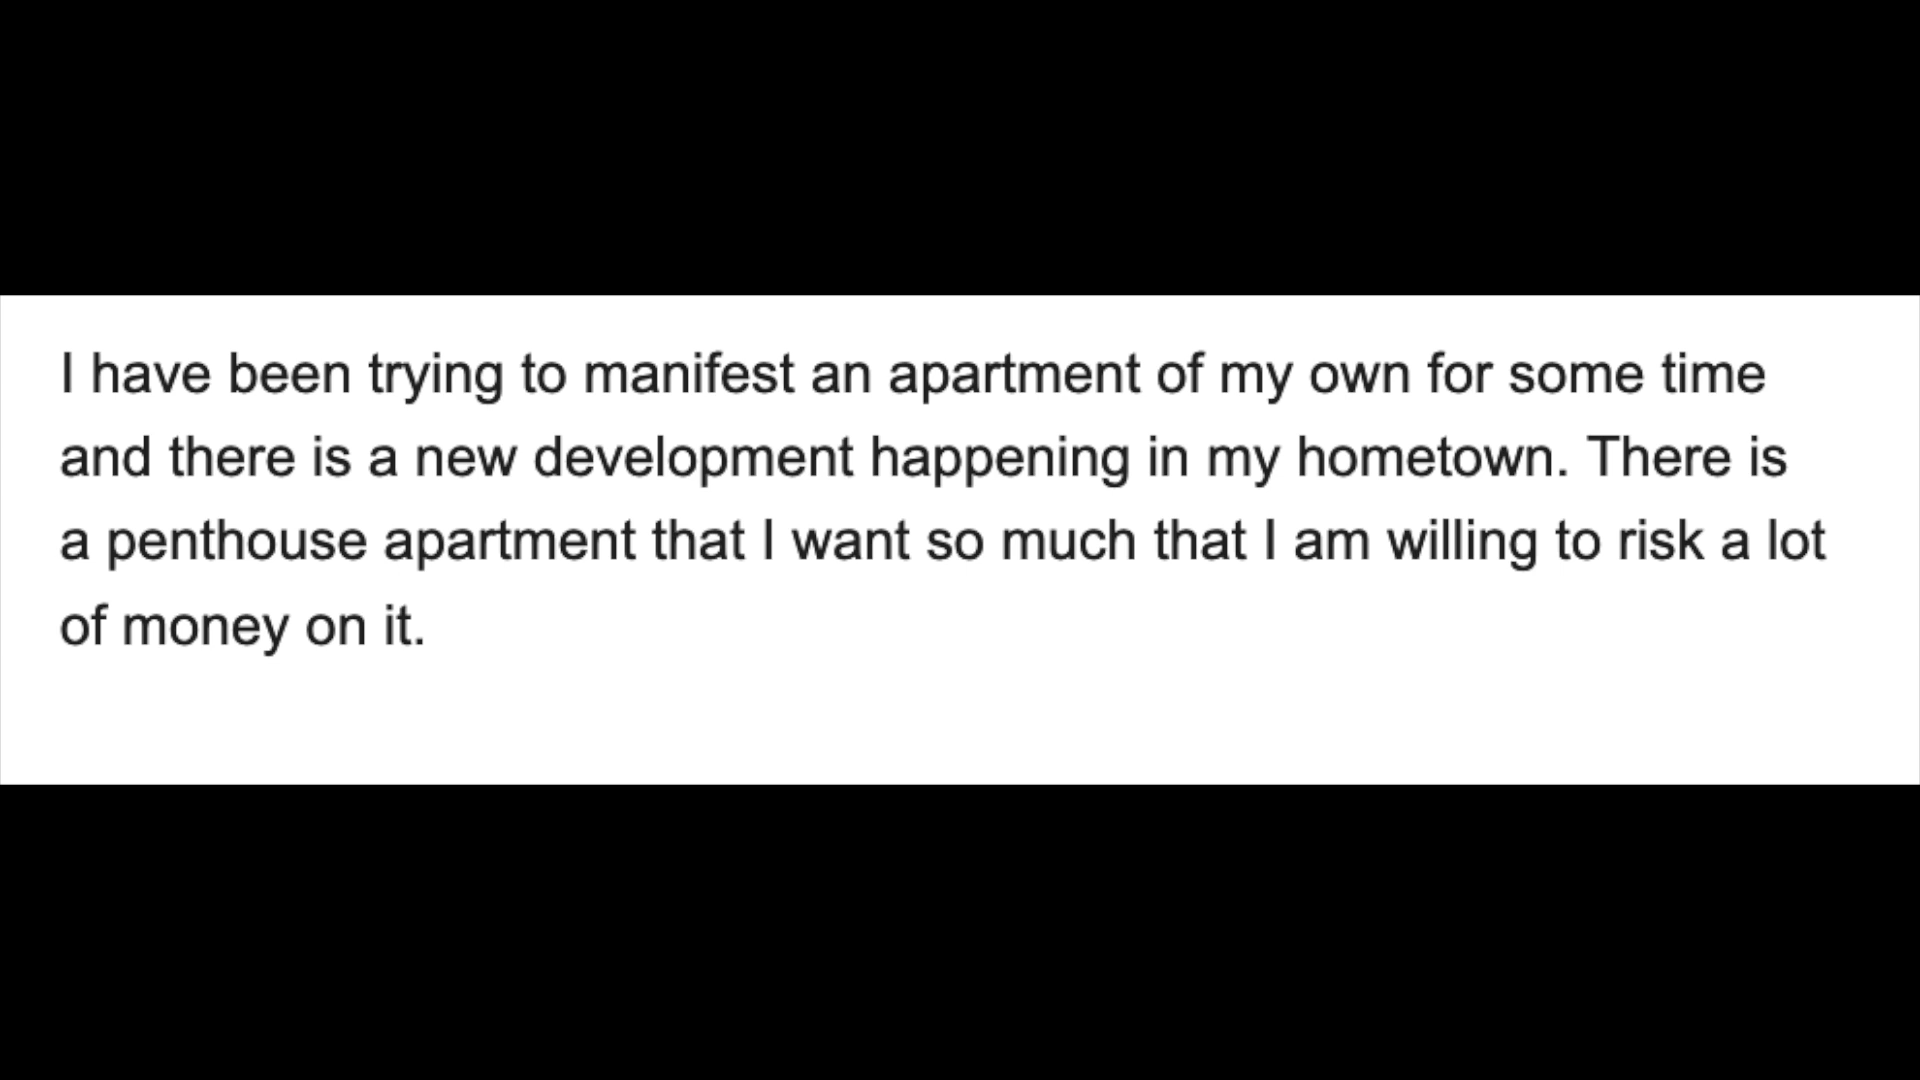 I have been trying to manifest an apartment of my own for some time
and there is a new development happening in my hometown. There is
a penthouse apartment that I want so much that I am willing to risk a lot
of money on it.